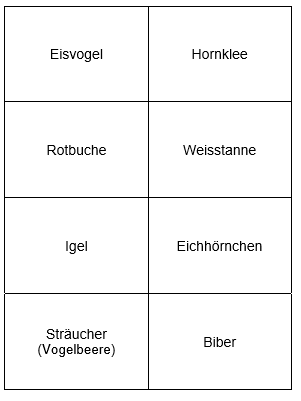 Eisvogel
Hornklee
Rotbuche
Weisstanne
Igel
Eichhörnchen
Sträucher
(Vogelbeere)
Biber